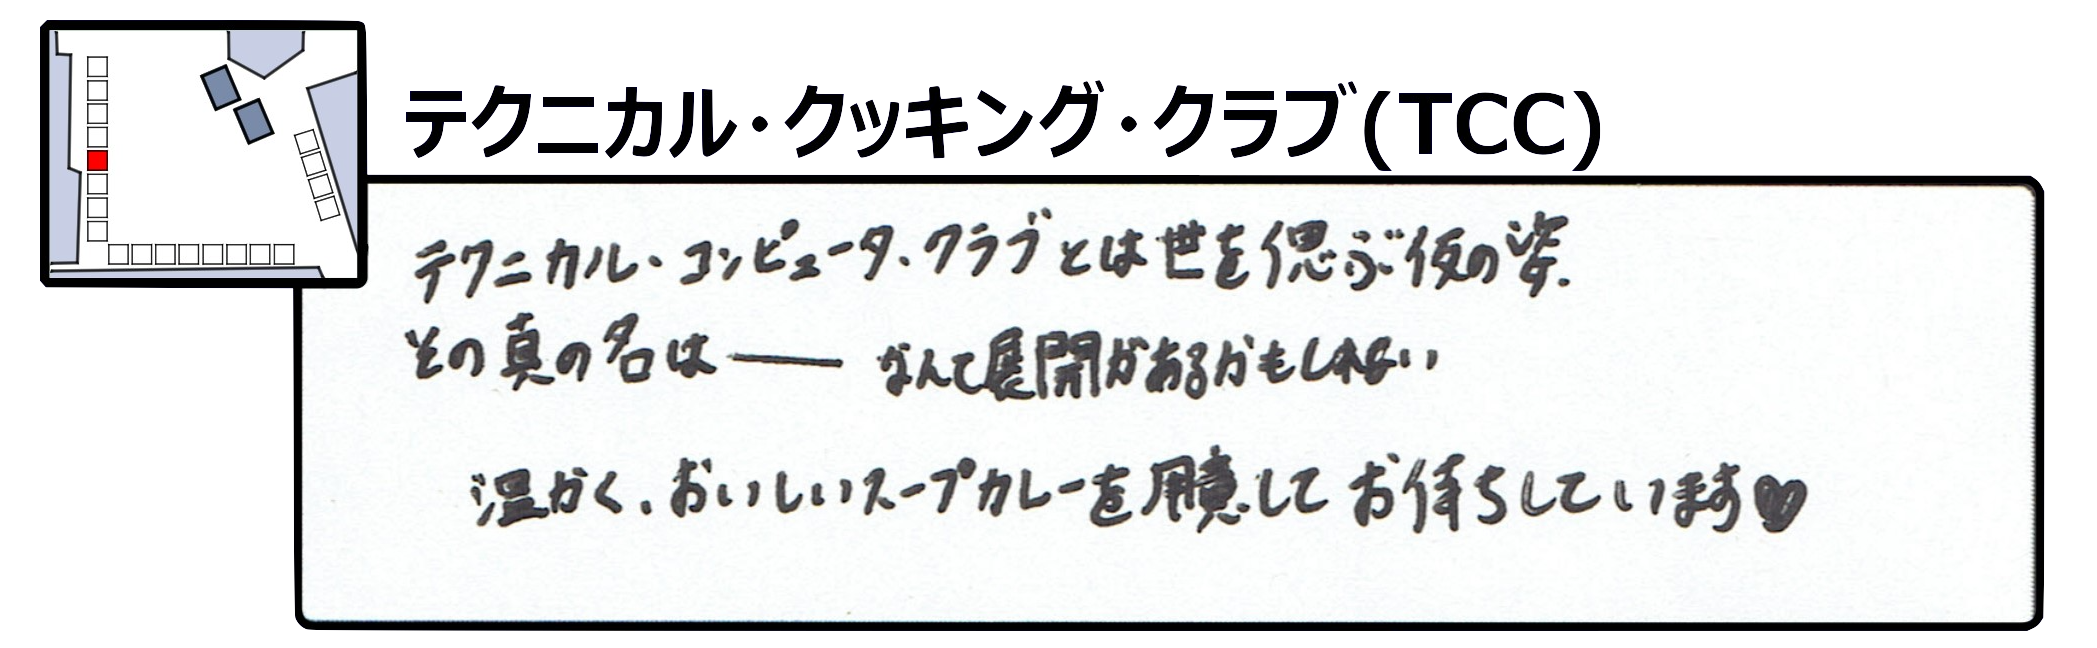 テクニカル・クッキング・クラブ(TCC)
テクニカル・コンピュータ・クラブとは世を偲ぶ仮の姿.
その真の名は── なんて展開があるかもしれない
温かく、おいしいスープカレーを用意してお待ちしています♥